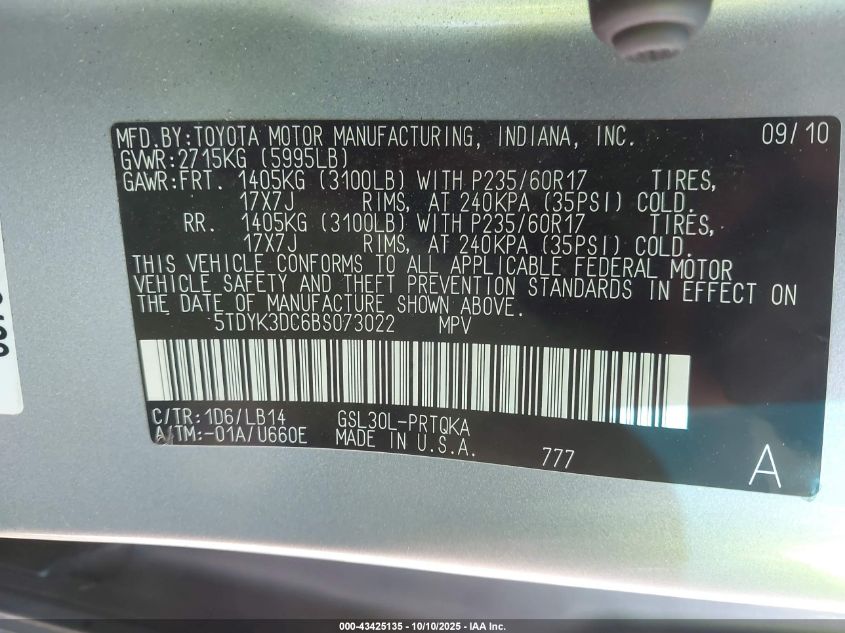 MFD.BY:TOYOTA MOTOR MANUFACTURING, INDIANA, INC. 09/10
GVWR:2715KG (5995LB)
GAWR:FRT. 1405KG (3100LB) WITH P235/60R17 TIRES,
17X7J RIMS, AT 240KPA (35PSI) COLD.
RR. 1405KG (3100LB) WITH P235/60R17 TIRES,
17X7J RIMS, AT 240KPA (35PSI) COLD.
THIS VEHICLE CONFORMS TO ALL APPLICABLE FEDERAL MOTOR
VEHICLE SAFETY AND THEFT PREVENTION STANDARDS IN EFFECT ON
THE DATE OF MANUFACTURE SHOWN ABOVE.
5TDYK3DC6BS073022 MPV
C/TR:1D6/LB14 GSL30L-PRTQKA
A/TM:-01A/U660E MADE IN U.S.A. 777 A
000-43425135 - 10/10/2025 - IAA Inc.